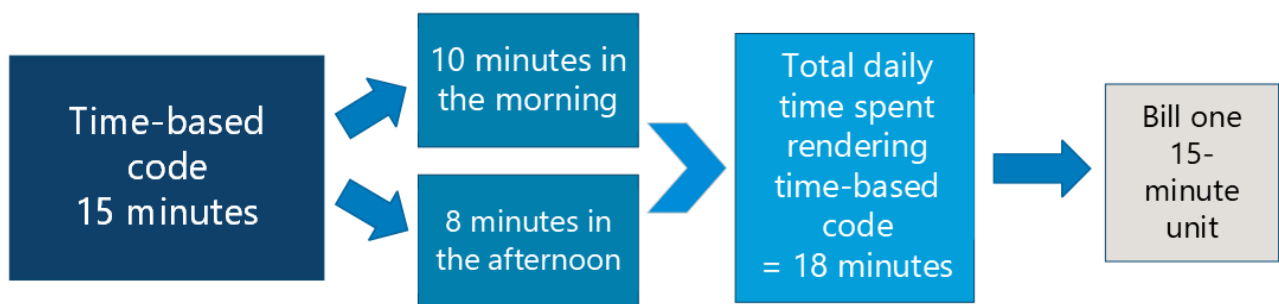 Time-based
code
15 minutes
10 minutes in
the morning
8 minutes in
the afternoon
Total daily
time spent
rendering
time-based
code
= 18 minutes
Bill one
15-
minute
unit